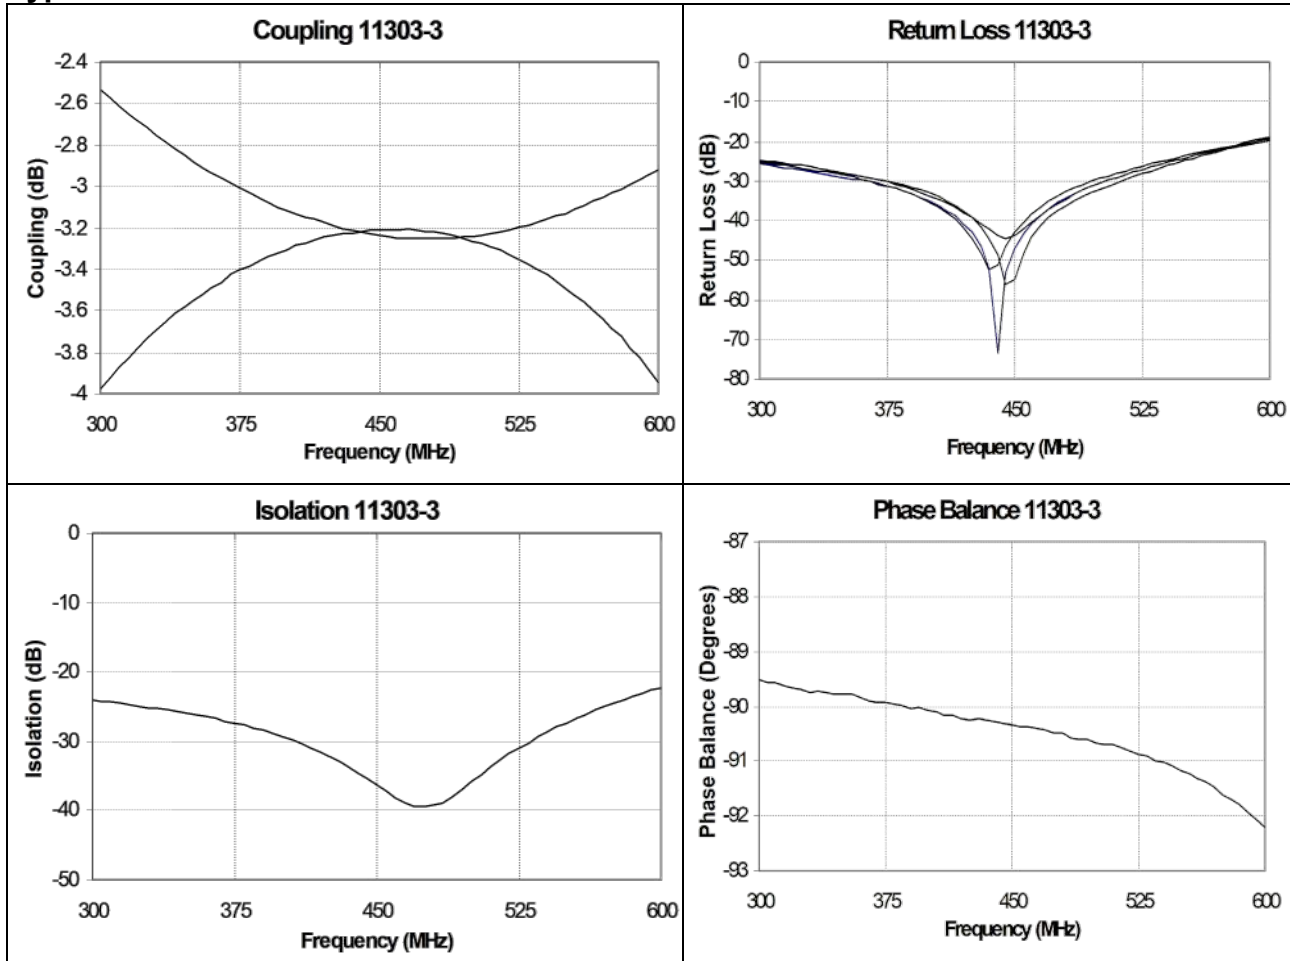 Coupling 11303-3
Coupling (dB)
-2.4
-2.6
-2.8
-3
-3.2
-3.4
-3.6
-3.8
-4
300 375 450 525 600
Frequency (MHz)
Return Loss 11303-3
Return Loss (dB)
0
-10
-20
-30
-40
-50
-60
-70
-80
300 375 450 525 600
Frequency (MHz)
Isolation 11303-3
Isolation (dB)
0
-10
-20
-30
-40
-50
300 375 450 525 600
Frequency (MHz)
Phase Balance 11303-3
Phase Balance (Degrees)
-87
-88
-89
-90
-91
-92
-93
300 375 450 525 600
Frequency (MHz)